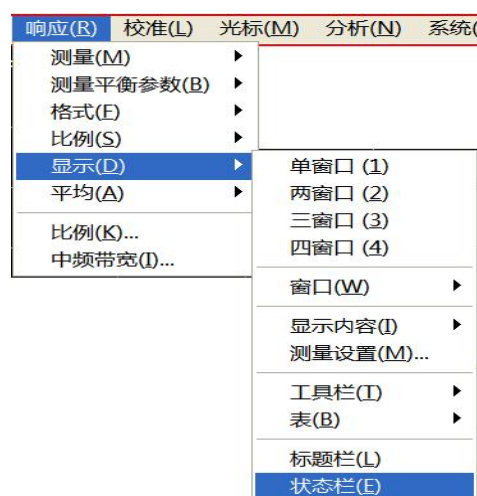 响应(R) 校准(L) 光标(M) 分析(N) 系统(
测量(M)
测量平衡参数(B)
格式(F)
比例(S)
显示(D)
平均(A)
比例(K)...
中频带宽(I)...
单窗口 (1)
两窗口 (2)
三窗口 (3)
四窗口 (4)
窗口(W)
显示内容(I)
测量设置(M)...
工具栏(T)
表(B)
标题栏(L)
状态栏(E)